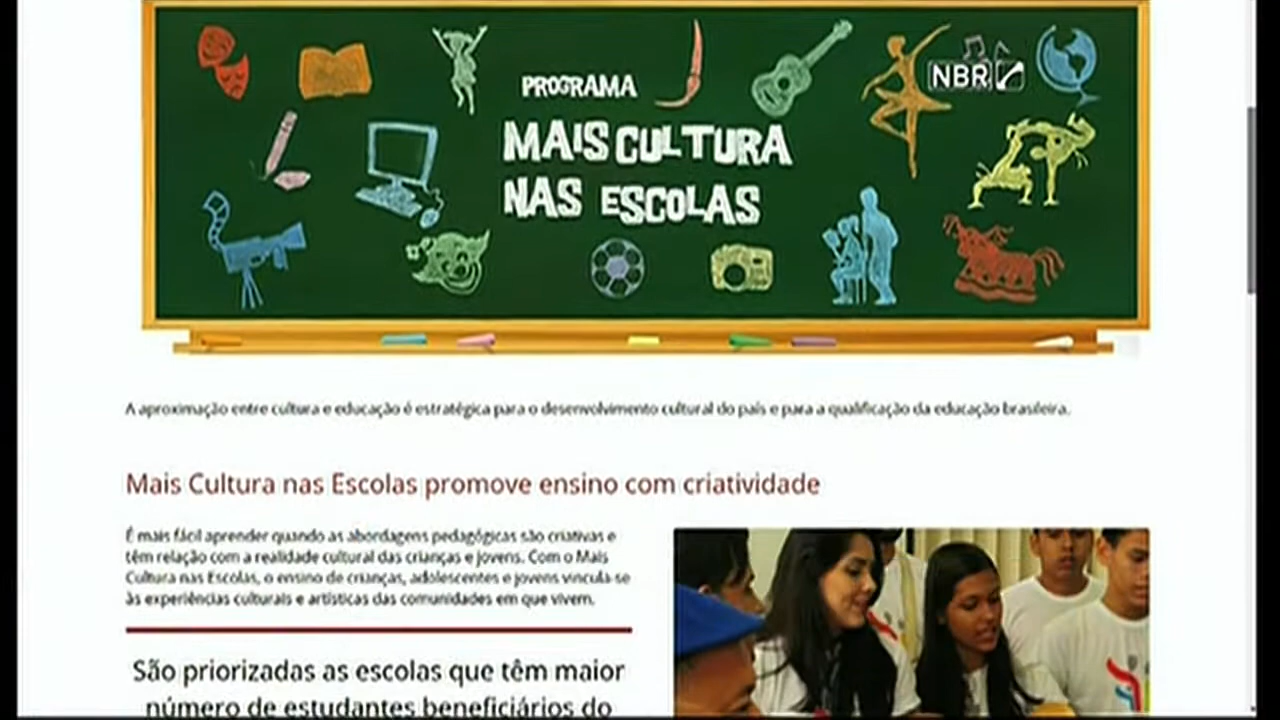 PROGRAMA
NBR
MAIS CULTURA
NAS ESCOLAS
A aproximação entre cultura e educação é estratégica para o desenvolvimento cultural do país e para a qualificação da educação brasileira.
Mais Cultura nas Escolas promove ensino com criatividade
É mais fácil aprender quando as abordagens pedagógicas são criativas e
têm relação com a realidade cultural das crianças e jovens. Com o Mais
Cultura nas Escolas, o ensino de crianças, adolescentes e jovens vincula-se
às experiências culturais e artísticas das comunidades em que vivem.
São priorizadas as escolas que têm maior
número de estudantes beneficiários do